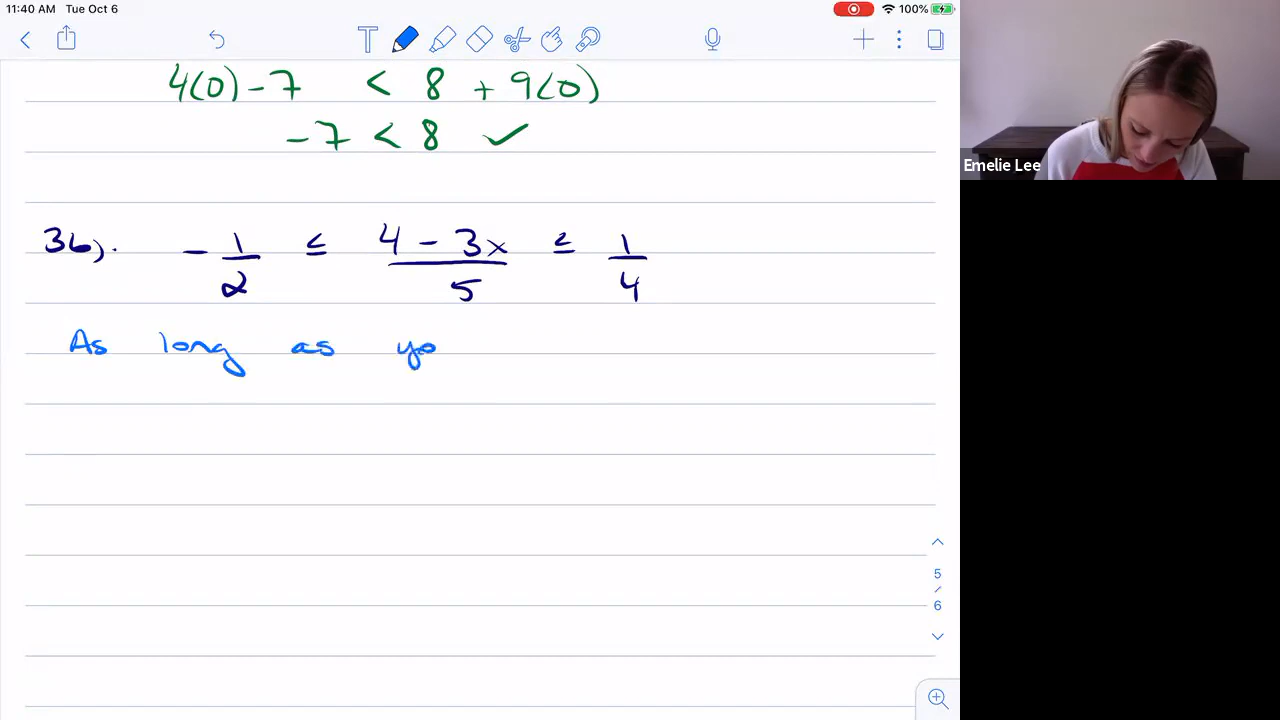 11:40 AM Tue Oct 6
100%
4(0) - 7 < 8 + 9(0)
-7 < 8 ✓
Emelie Lee
36). - 1/2 ≤ (4 - 3x)/5 ≤ 1/4
As long as yo
5
6